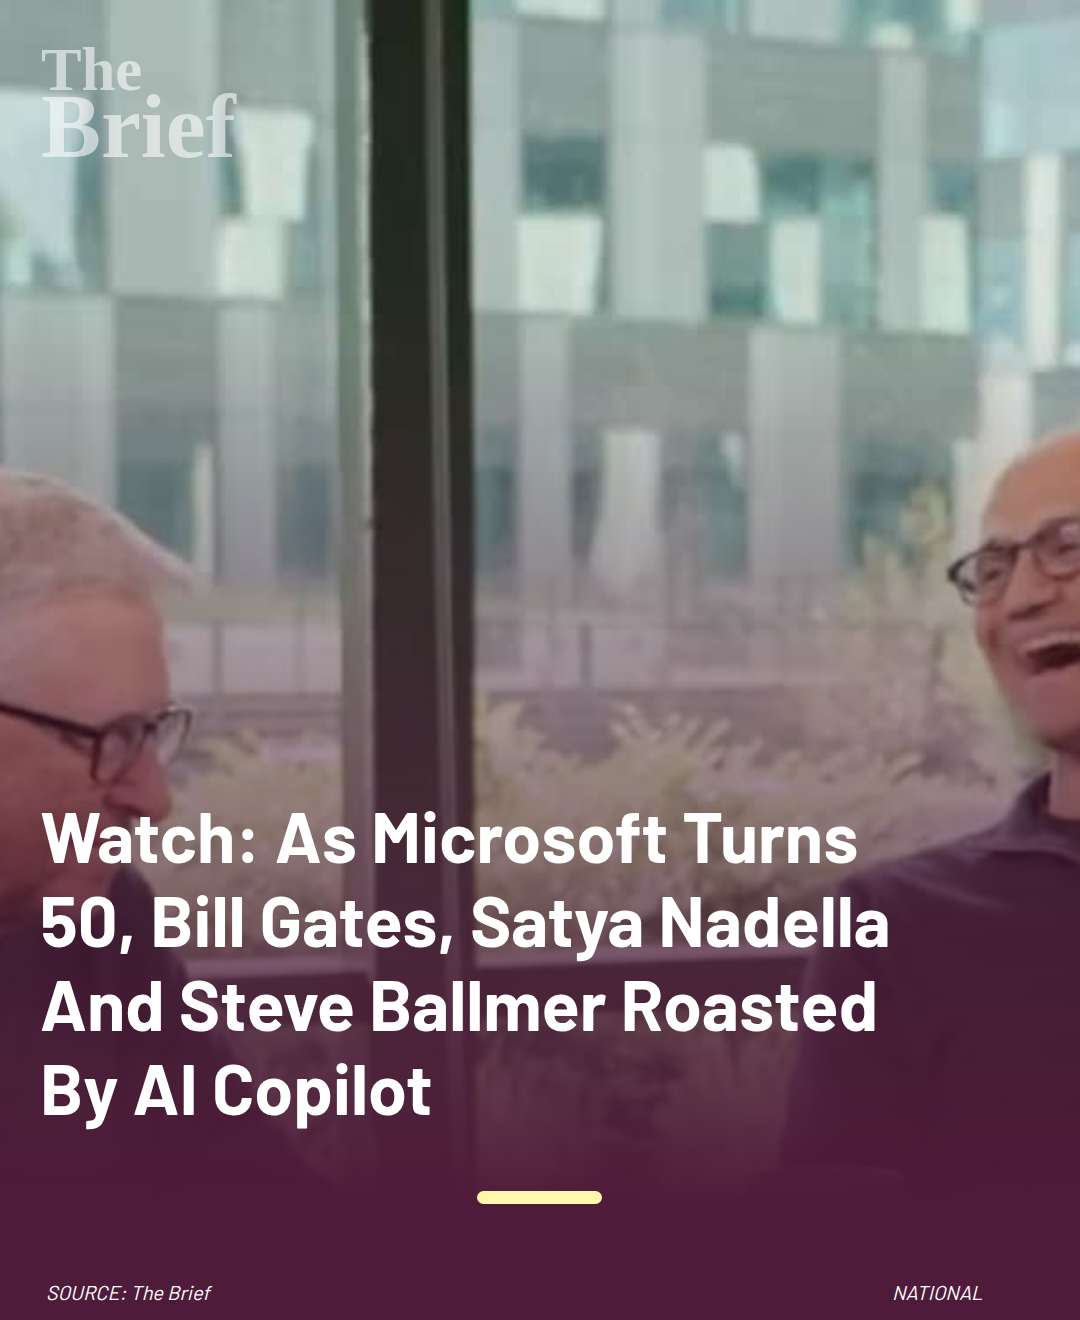 The
Brief
Watch: As Microsoft Turns
50, Bill Gates, Satya Nadella
And Steve Ballmer Roasted
By AI Copilot
SOURCE: The Brief
NATIONAL